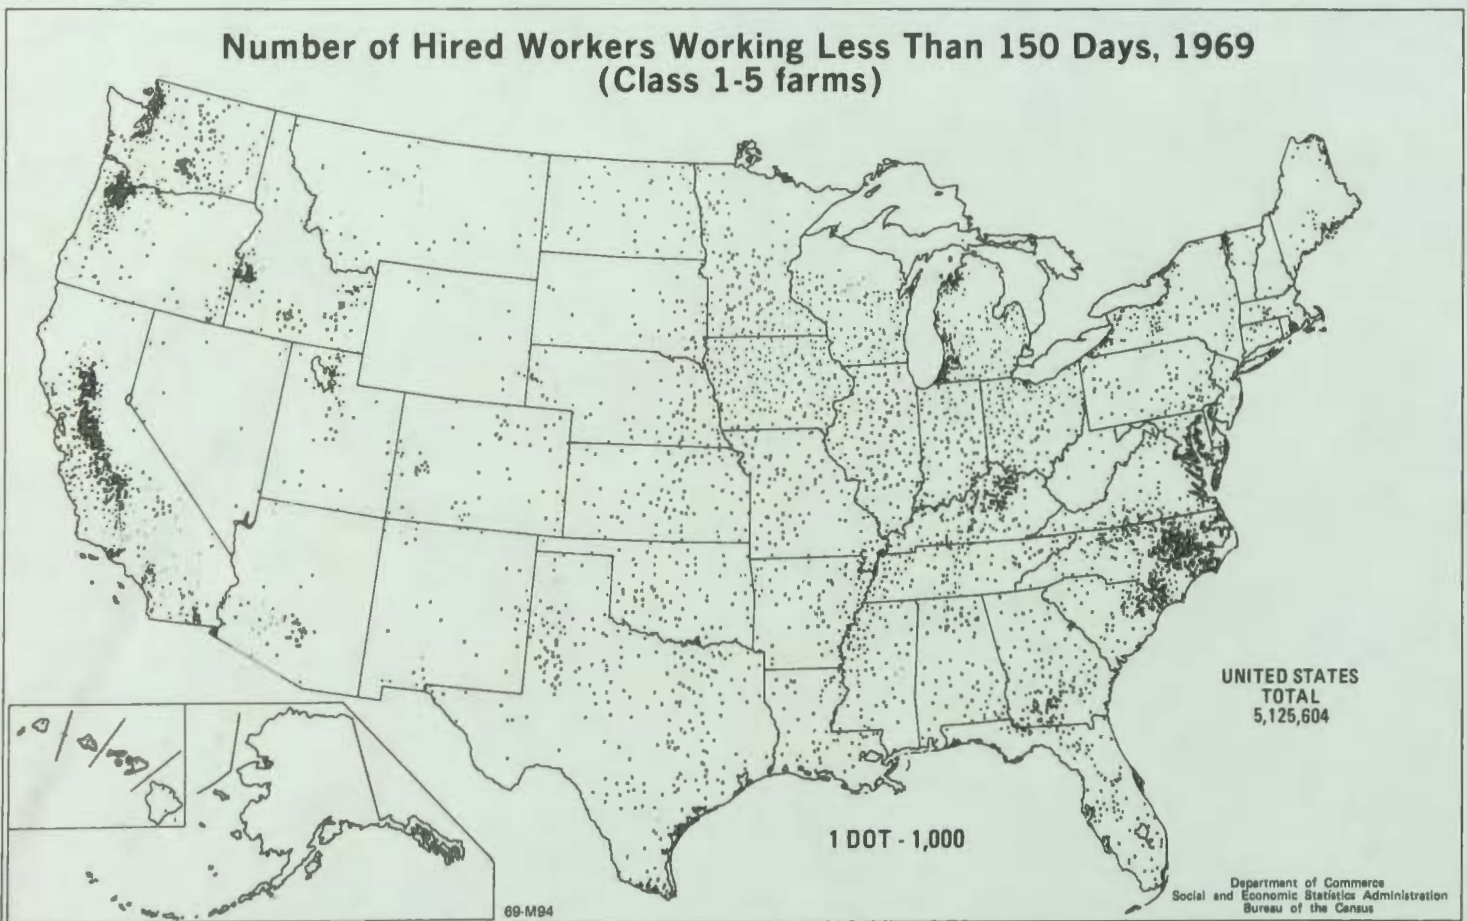 Number of Hired Workers Working Less Than 150 Days, 1969
(Class 1-5 farms)
UNITED STATES
TOTAL
5,125,604
1 DOT - 1,000
69-M94
Department of Commerce
Social and Economic Statistics Administration
Bureau of the Census